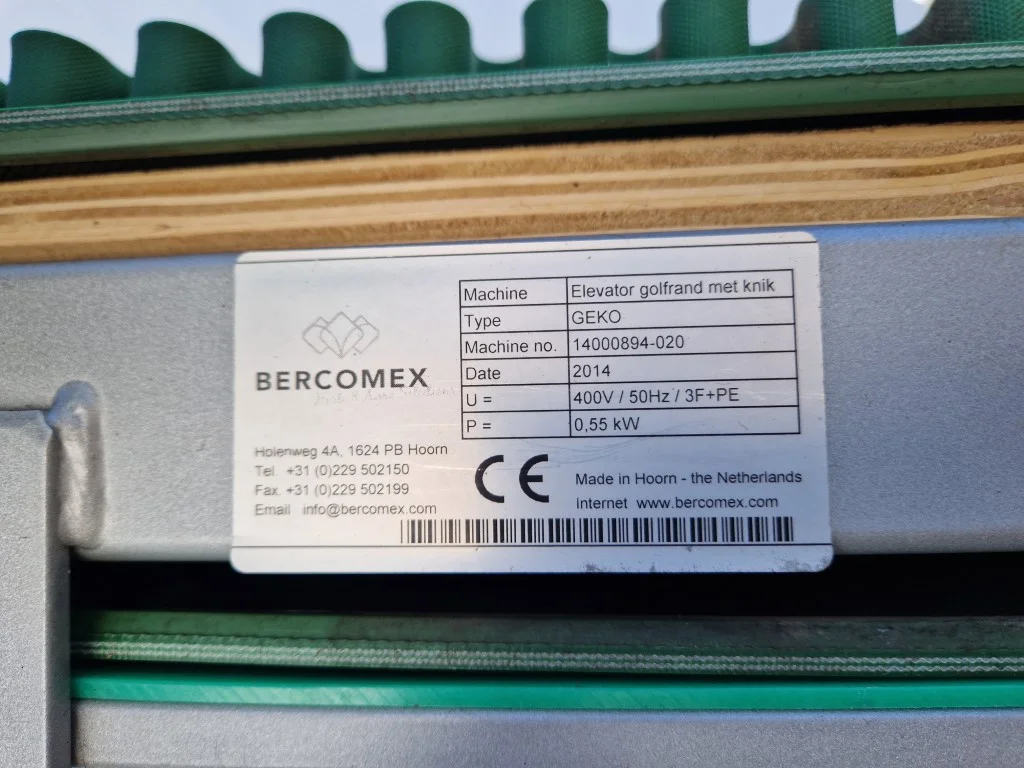 BERCOMEX
Machine Elevator golfrand met knik
Type GEKO
Machine no. 14000894-020
Date 2014
U = 400V / 50Hz / 3F+PE
P = 0,55 kW
Holenweg 4A, 1624 PB Hoorn
Tel. +31 (0)229 502150
Fax. +31 (0)229 502199
Email info@bercomex.com
CE
Made in Hoorn - the Netherlands
Internet www.bercomex.com